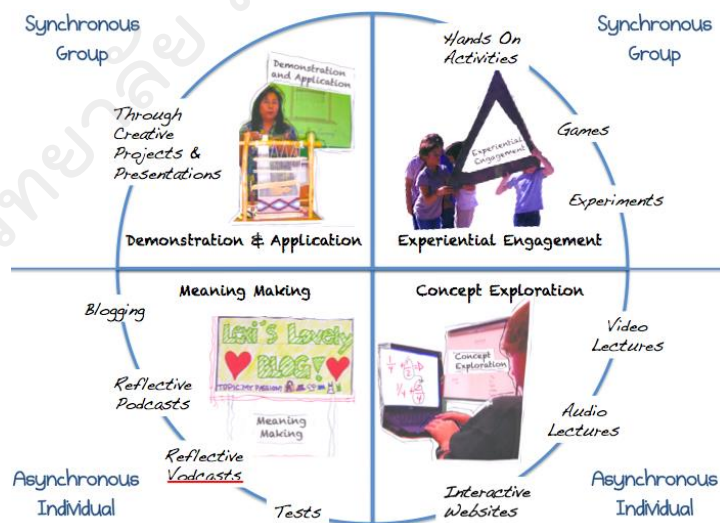 Synchronous
Group
Synchronous
Group
Hands On
Activities
Games
Experiments
Experiential
Engagement
Experiential Engagement
Demonstration
and Application
Through
Creative
Projects &
Presentations
Demonstration & Application
Concept Exploration
Concept
Exploration
Video
Lectures
Audio
Lectures
Interactive
Websites
Asynchronous
Individual
Meaning Making
Lexi's Lovely
BLOG!
Meaning
Making
Blogging
Reflective
Podcasts
Reflective
Vodcasts
Tests
Asynchronous
Individual